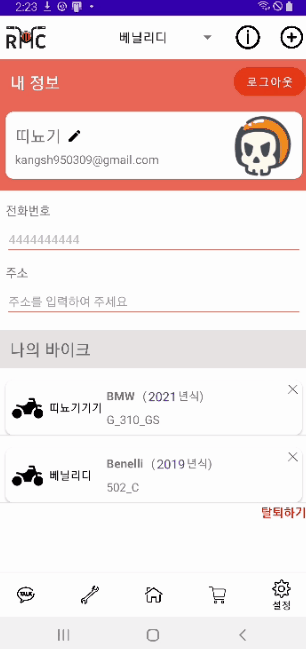 2:23
RMC
베닐리디
내 정보
로그아웃
띠뇨기
kangsh950309@gmail.com
전화번호
4444444444
주소
주소를 입력하여 주세요
나의 바이크
띠뇨기기기 BMW (2021년식)
G_310_GS
베닐리디 Benelli (2019년식)
502_C
탈퇴하기
TALK
설정